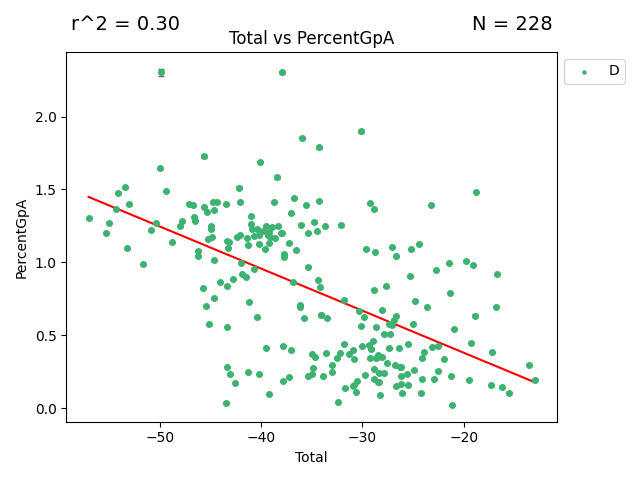 r^2 = 0.30
N = 228
Total vs PercentGpA
D
PercentGpA
2.0
1.5
1.0
0.5
0.0
−50
−40
−30
−20
Total